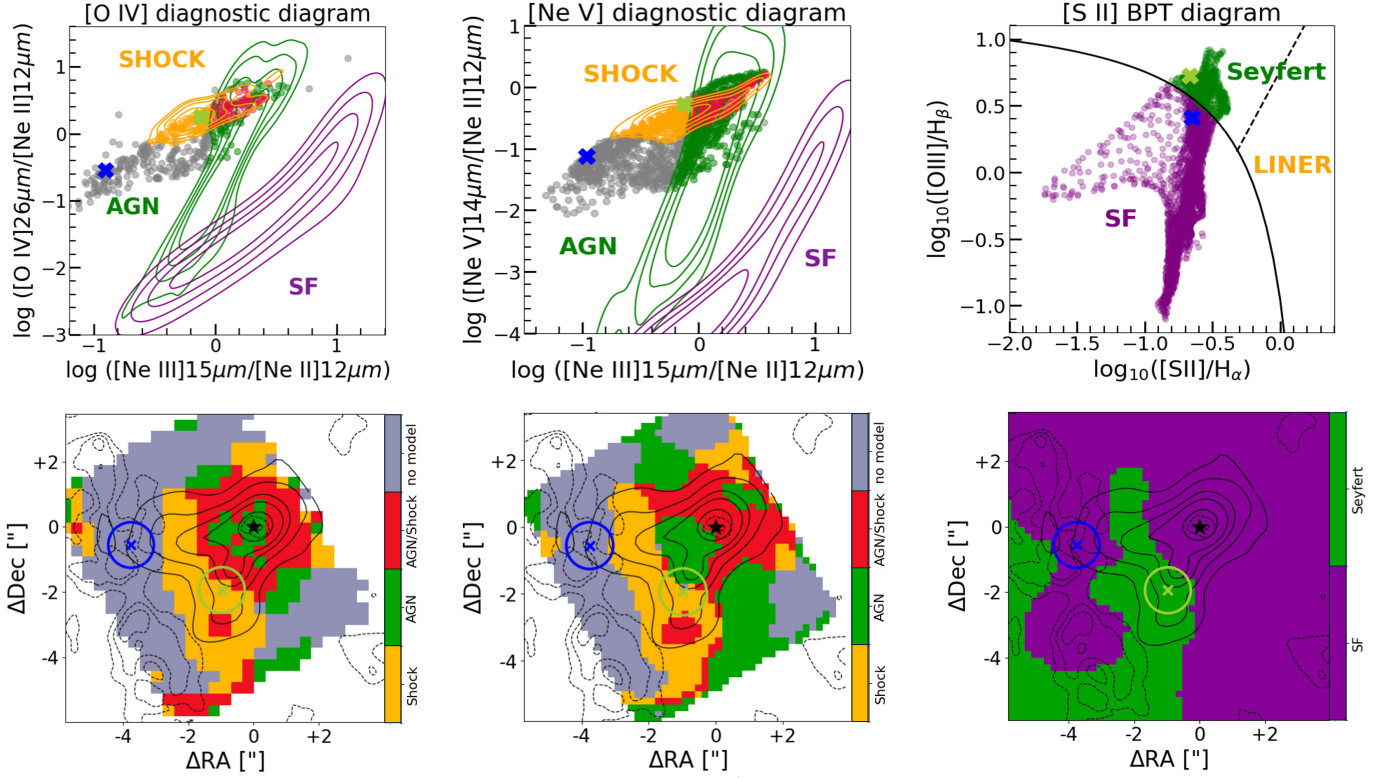 [O IV] diagnostic diagram
SHOCK
AGN
SF
1
0
−1
−2
−3
−1
0
1
log ([O IV]26μm/[Ne II]12μm)
log ([Ne III]15μm/[Ne II]12μm)
[Ne V] diagnostic diagram
SHOCK
AGN
SF
1
0
−1
−2
−3
−4
−1
0
1
log ([Ne V]14μm/[Ne II]12μm)
log ([Ne III]15μm/[Ne II]12μm)
[S II] BPT diagram
Seyfert
LINER
SF
1.0
0.5
0.0
−0.5
−1.0
−2.0
−1.5
−1.0
−0.5
0.0
log10([OIII]/Hβ)
log10([SII]/Hα)
+2
0
-2
-4
-4
-2
0
+2
ΔDec ["]
ΔRA ["]
no model
AGN/Shock
AGN
Shock
+2
0
-2
-4
-4
-2
0
+2
ΔDec ["]
ΔRA ["]
no model
AGN/Shock
AGN
Shock
+2
0
-2
-4
-4
-2
0
+2
ΔDec ["]
ΔRA ["]
Seyfert
SF